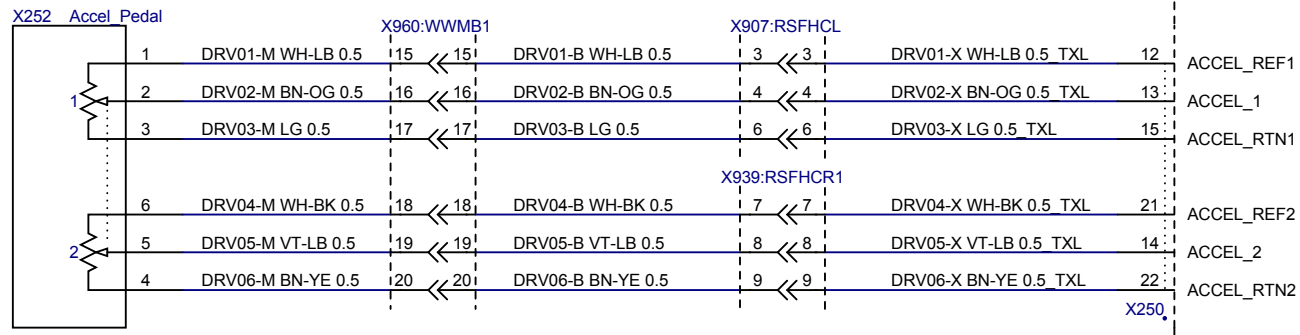 X252 Accel_Pedal
X960:WWMB1
X907:RSFHCL
1 DRV01-M WH-LB 0.5 15 15 DRV01-B WH-LB 0.5 3 3 DRV01-X WH-LB 0.5_TXL 12 ACCEL_REF1
1 2 DRV02-M BN-OG 0.5 16 16 DRV02-B BN-OG 0.5 4 4 DRV02-X BN-OG 0.5_TXL 13 ACCEL_1
3 DRV03-M LG 0.5 17 17 DRV03-B LG 0.5 6 6 DRV03-X LG 0.5_TXL 15 ACCEL_RTN1
X939:RSFHCR1
6 DRV04-M WH-BK 0.5 18 18 DRV04-B WH-BK 0.5 7 7 DRV04-X WH-BK 0.5_TXL 21 ACCEL_REF2
2 5 DRV05-M VT-LB 0.5 19 19 DRV05-B VT-LB 0.5 8 8 DRV05-X VT-LB 0.5_TXL 14 ACCEL_2
4 DRV06-M BN-YE 0.5 20 20 DRV06-B BN-YE 0.5 9 9 DRV06-X BN-YE 0.5_TXL 22 ACCEL_RTN2
X250